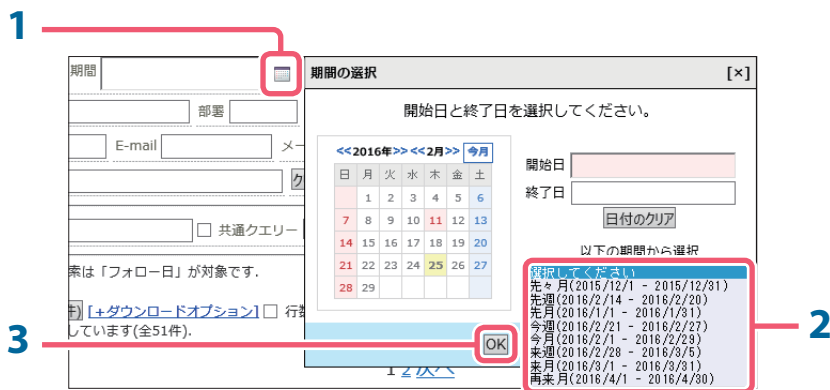 1
期間
期間の選択 [×]
部署
開始日と終了日を選択してください。
E-mail メー
<<2016年>> <<2月>> 今月
日 月 火 水 木 金 土
1 2 3 4 5 6
7 8 9 10 11 12 13
14 15 16 17 18 19 20
21 22 23 24 25 26 27
28 29
開始日
終了日
日付のクリア
以下の期間から選択
選択してください
先々月(2015/12/1 - 2015/12/31)
先週(2016/2/14 - 2016/2/20)
先月(2016/1/1 - 2016/1/31)
今週(2016/2/21 - 2016/2/27)
今月(2016/2/1 - 2016/2/29)
来週(2016/2/28 - 2016/3/5)
来月(2016/3/1 - 2016/3/31)
再来月(2016/4/1 - 2016/4/30)
2
共通クエリー
索は「フォロー日」が対象です.
[+ダウンロードオプション] 行
しています(全51件).
3
OK
1 2 次へ